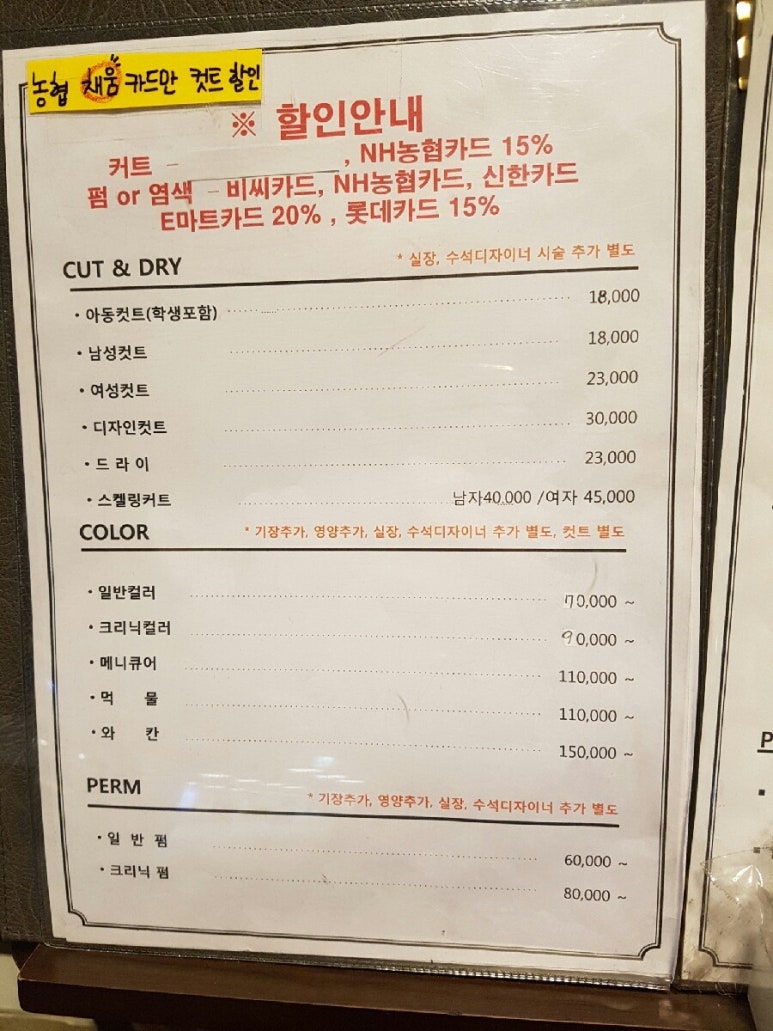 농협 채움 카드만 컷트 할인
※ 할인안내
커트 - , NH농협카드 15%
펌 or 염색 - 비씨카드, NH농협카드, 신한카드
E마트카드 20% , 롯데카드 15%
CUT & DRY * 실장, 수석디자이너 시술 추가 별도
· 아동컷트(학생포함) 18,000
· 남성컷트 18,000
· 여성컷트 23,000
· 디자인컷트 30,000
· 드 라 이 23,000
· 스켈링커트 남자40,000 /여자 45,000
COLOR * 기장추가, 영양추가, 실장, 수석디자이너 추가 별도, 컷트 별도
· 일반컬러 70,000 ~
· 크리닉컬러 90,000 ~
· 메니큐어 110,000 ~
· 먹 물 110,000 ~
· 와 칸 150,000 ~
PERM * 기장추가, 영양추가, 실장, 수석디자이너 추가 별도
· 일 반 펌 60,000 ~
· 크리닉 펌 80,000 ~
P